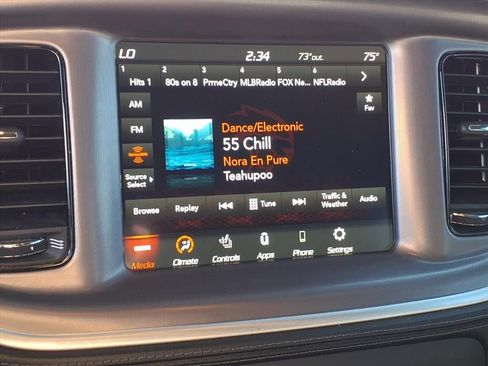 LO 2:34 73°out. 75°
1 2 3 4 5 6
Hits 1 80s on 8 PrmeCtry MLBRadio FOX Ne... NFLRadio
AM
Fav
FM
Dance/Electronic
55 Chill
Nora En Pure
Teahupoo
SiriusXM
Source
Select
Browse Replay Tune Traffic &
Weather Audio
Media Climate Controls Apps Phone Settings